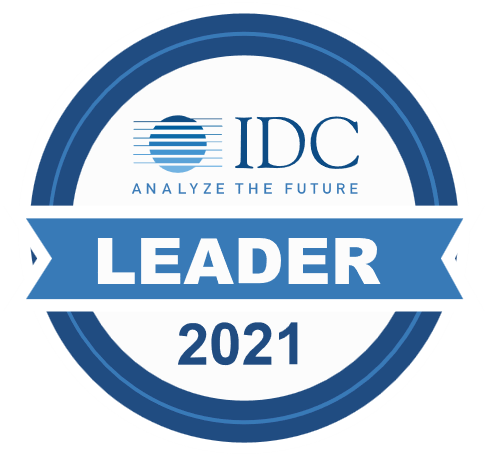 IDC
ANALYZE THE FUTURE
LEADER
2021